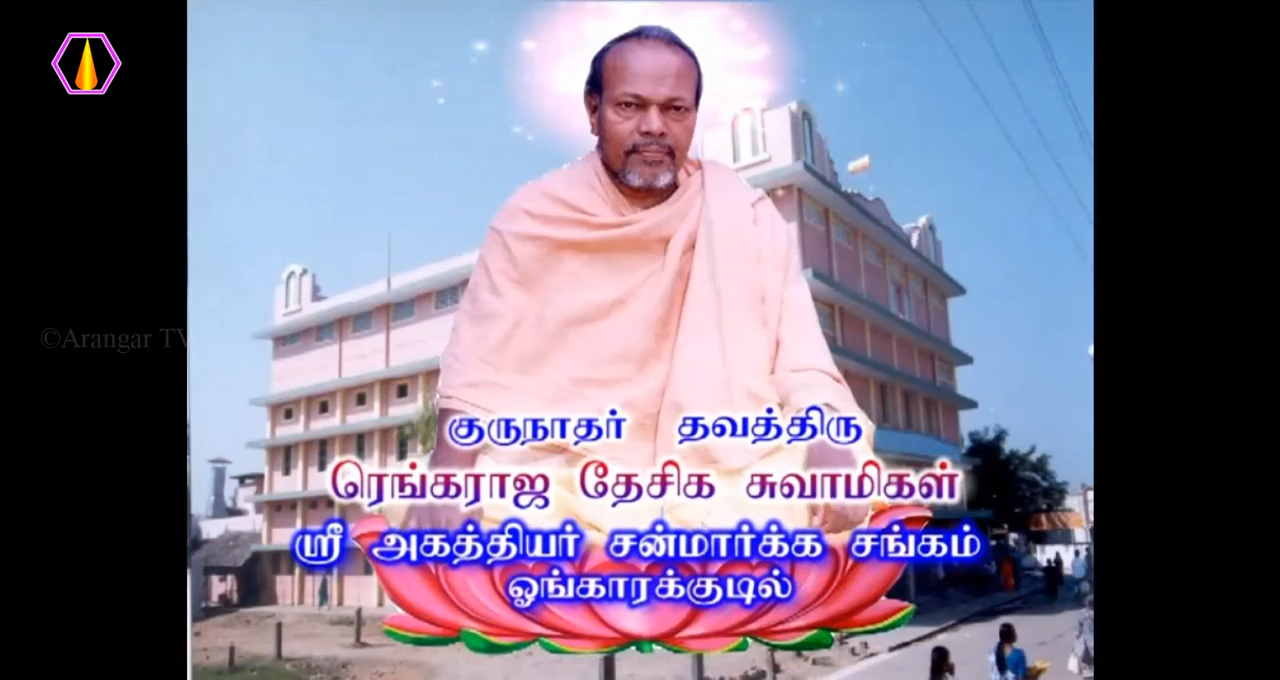 ©Arangar TV
குருநாதர் தவத்திரு
ரெங்கராஜ தேசிக சுவாமிகள்
ஸ்ரீ அகத்தியர் சன்மார்க்க சங்கம்
ஓங்காரக்குடில்